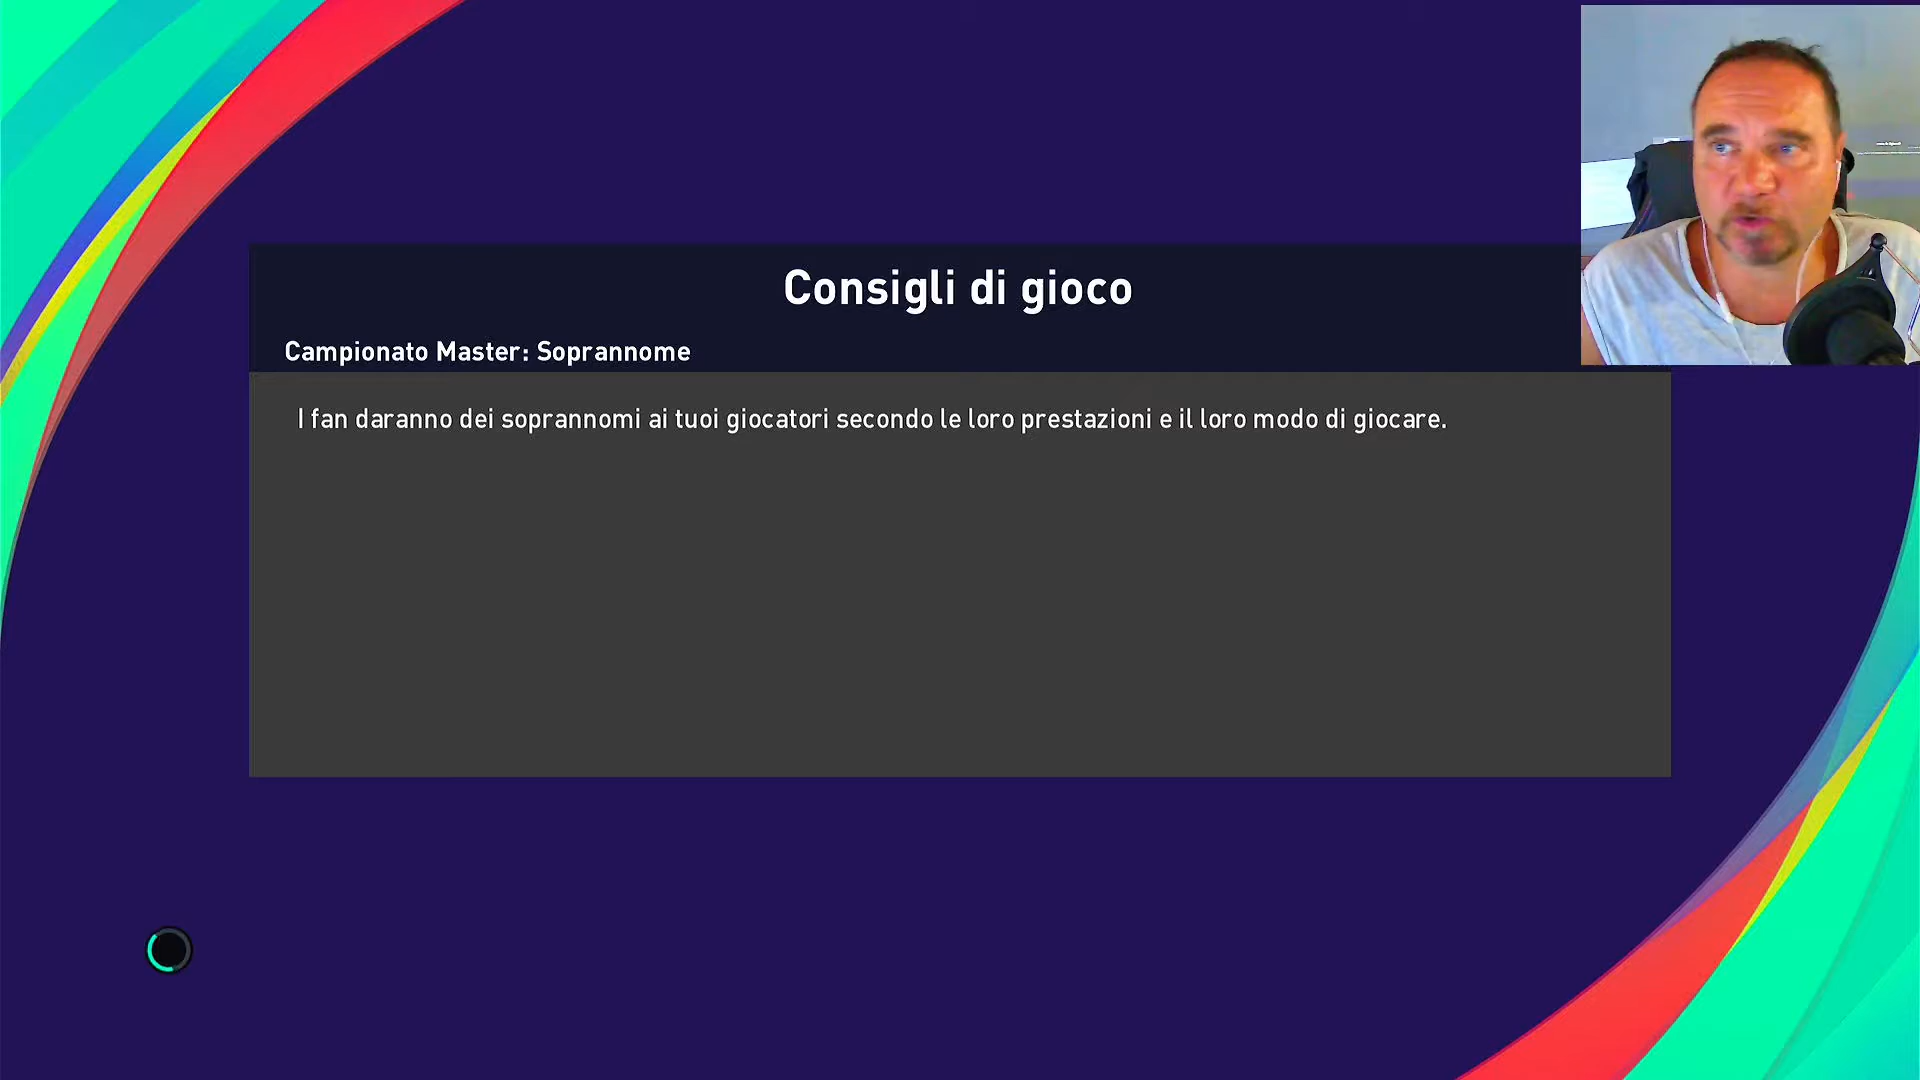 Consigli di gioco
Campionato Master: Soprannome
I fan daranno dei soprannomi ai tuoi giocatori secondo le loro prestazioni e il loro modo di giocare.